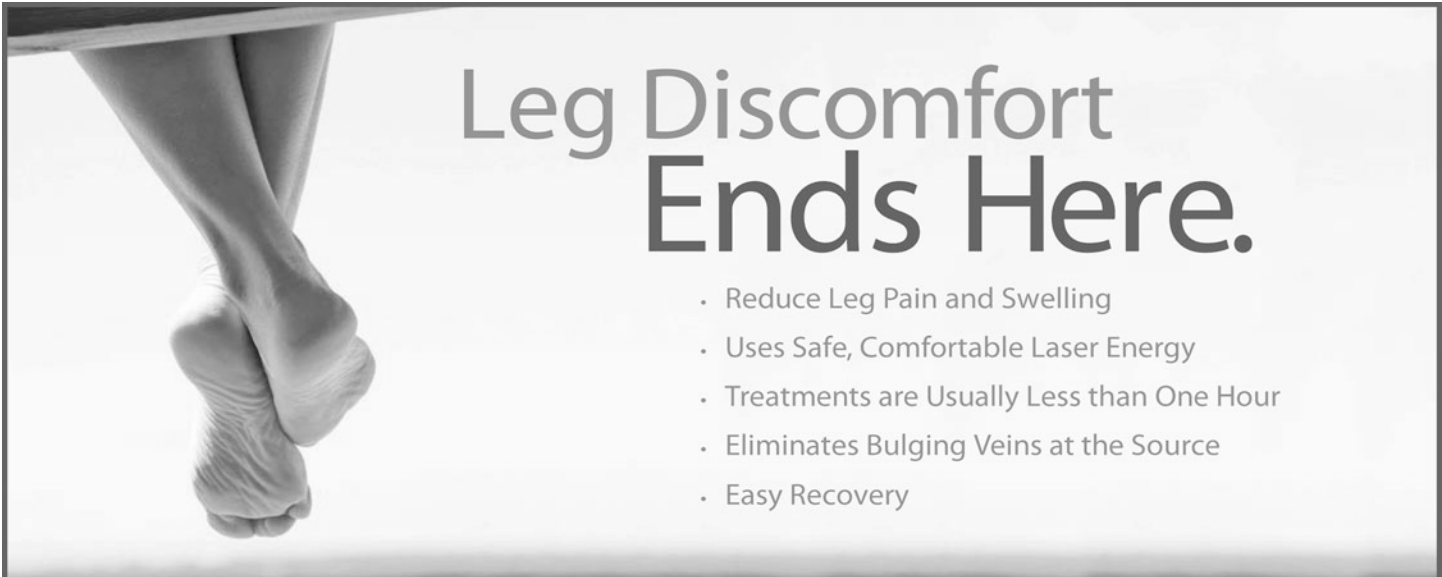 Leg Discomfort
Ends Here.
· Reduce Leg Pain and Swelling
· Uses Safe, Comfortable Laser Energy
· Treatments are Usually Less than One Hour
· Eliminates Bulging Veins at the Source
· Easy Recovery